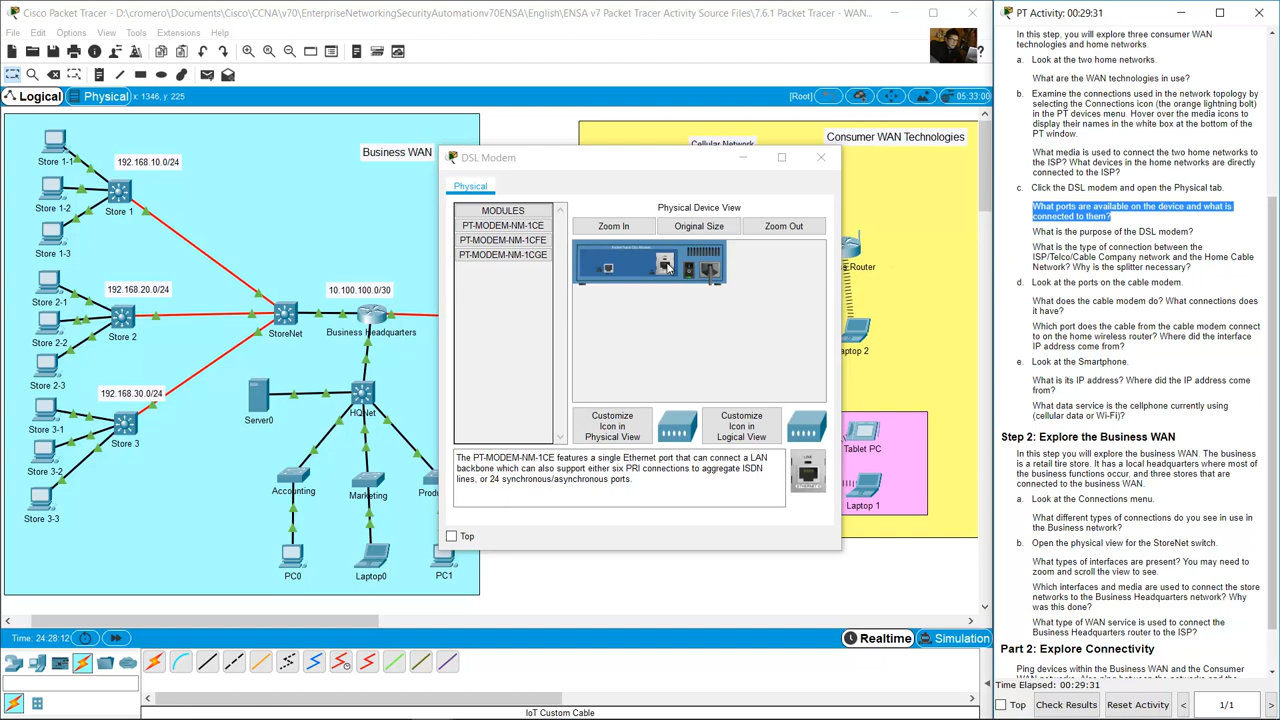 Cisco Packet Tracer - C:\Users\cromero\Documents\Cisco\CCNA\v70\EnterpriseNetworkingSecurityAutomationv70ENSA\English\ENSA v7 Packet Tracer Activity Source Files\7.6.1 Packet Tracer - WAN...
File Edit Options View Tools Extensions Help
Logical Physical x: 1346, y: 225
[Root]
05:33:00
Business WAN
Store 1-1
192.168.10.0/24
Store 1-2
Store 1
Store 1-3
Store 2-1
192.168.20.0/24
Store 2-2
Store 2
Store 2-3
192.168.30.0/24
Store 3-1
Store 3
Store 3-2
Store 3-3
StoreNet
10.100.100.0/30
Business Headquarters
Server0
HQNet
Accounting
Marketing
PC0
Laptop0
PC1
Cellular Network
Consumer WAN Technologies
Router
Laptop 2
Tablet PC
Laptop 1
DSL Modem
Physical
MODULES
PT-MODEM-NM-1CE
PT-MODEM-NM-1CFE
PT-MODEM-NM-1CGE
Physical Device View
Zoom In
Original Size
Zoom Out
Customize
Icon in
Physical View
Customize
Icon in
Logical View
The PT-MODEM-NM-1CE features a single Ethernet port that can connect a LAN
backbone which can also support either six PRI connections to aggregate ISDN
lines, or 24 synchronous/asynchronous ports.
Top
Time: 24:28:12
Realtime
Simulation
IoT Custom Cable
PT Activity: 00:29:31
In this step, you will explore three consumer WAN
technologies and home networks.
a. Look at the two home networks.
What are the WAN technologies in use?
b. Examine the connections used in the network topology by
selecting the Connections icon (the orange lightning bolt)
in the PT devices menu. Hover over the media icons to
display their names in the white box at the bottom of the
PT window.
What media is used to connect the two home networks to
the ISP? What devices in the home networks are directly
connected to the ISP?
c. Click the DSL modem and open the Physical tab.
What ports are available on the device and what is
connected to them?
What is the purpose of the DSL modem?
What is the type of connection between the
ISP/Telco/Cable Company network and the Home Cable
Network? Why is the splitter necessary?
d. Look at the ports on the cable modem.
What does the cable modem do? What connections does
it have?
Which port does the cable from the cable modem connect
to on the home wireless router? Where did the interface
IP address come from?
e. Look at the Smartphone.
What is its IP address? Where did the IP address come
from?
What data service is the cellphone currently using
(cellular data or Wi-Fi)?
Step 2: Explore the Business WAN
In this step you will explore the business WAN. The business
is a retail tire store. It has a local headquarters where most of
the business functions occur, and three stores that are
connected to the business WAN.
a. Look at the Connections menu.
What different types of connections do you see in use in
the Business network?
b. Open the physical view for the StoreNet switch.
What types of interfaces are present? You may need to
zoom and scroll the view to see.
Which interfaces and media are used to connect the store
networks to the Business Headquarters network? Why
was this done?
What type of WAN service is used to connect the
Business Headquarters router to the ISP?
Part 2: Explore Connectivity
Ping devices within the Business WAN and the Consumer
Time Elapsed: 00:29:31
Top Check Results Reset Activity < 1/1 >